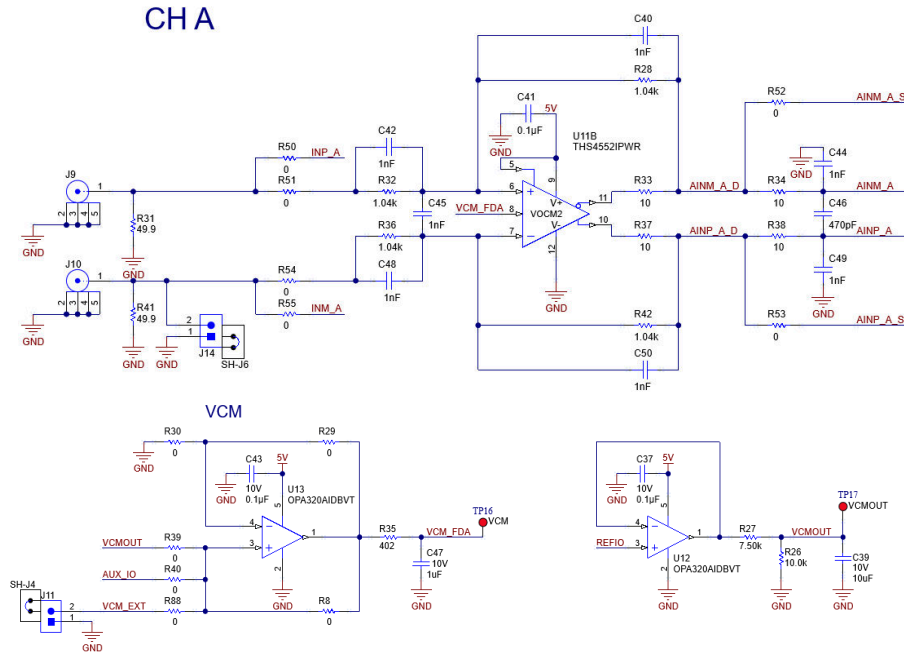 CH A
C40
1nF
R28
1.04k
C41
0.1µF
5V
GND
U11B
THS4552IPWR
R52
0
AINM_A_S
R50
0
INP_A
C42
1nF
GND
C44
1nF
J9
1
R51
0
R32
1.04k
5
9
6
11
R33
10
AINM_A_D
R34
10
AINM_A
2
3
4
5
R31
49.9
C45
1nF
VCM_FDA
8
V+
VOCM2
V-
C46
470pF
GND
GND
R36
1.04k
7
10
R37
10
AINP_A_D
R38
10
AINP_A
J10
1
R54
0
C48
1nF
12
C49
1nF
2
3
4
5
R41
49.9
R55
0
INM_A
GND
GND
GND
GND
2
1
GND
J14
SH-J6
R42
1.04k
R53
0
AINP_A_S
C50
1nF
VCM
R30
0
R29
0
GND
C43
10V
0.1µF
5V
GND
U13
OPA320AIDBVT
5
4
3
1
2
VCMOUT
R39
0
AUX_IO
R40
0
VCM_EXT
R88
0
R8
0
R35
402
VCM_FDA
TP16
VCM
C47
10V
1uF
GND
GND
SH-J4
J11
2
1
GND
C37
10V
0.1µF
5V
GND
5
4
REFIO
3
1
2
U12
OPA320AIDBVT
GND
R27
7.50k
VCMOUT
TP17
VCMOUT
R26
10.0k
C39
10V
10uF
GND
GND